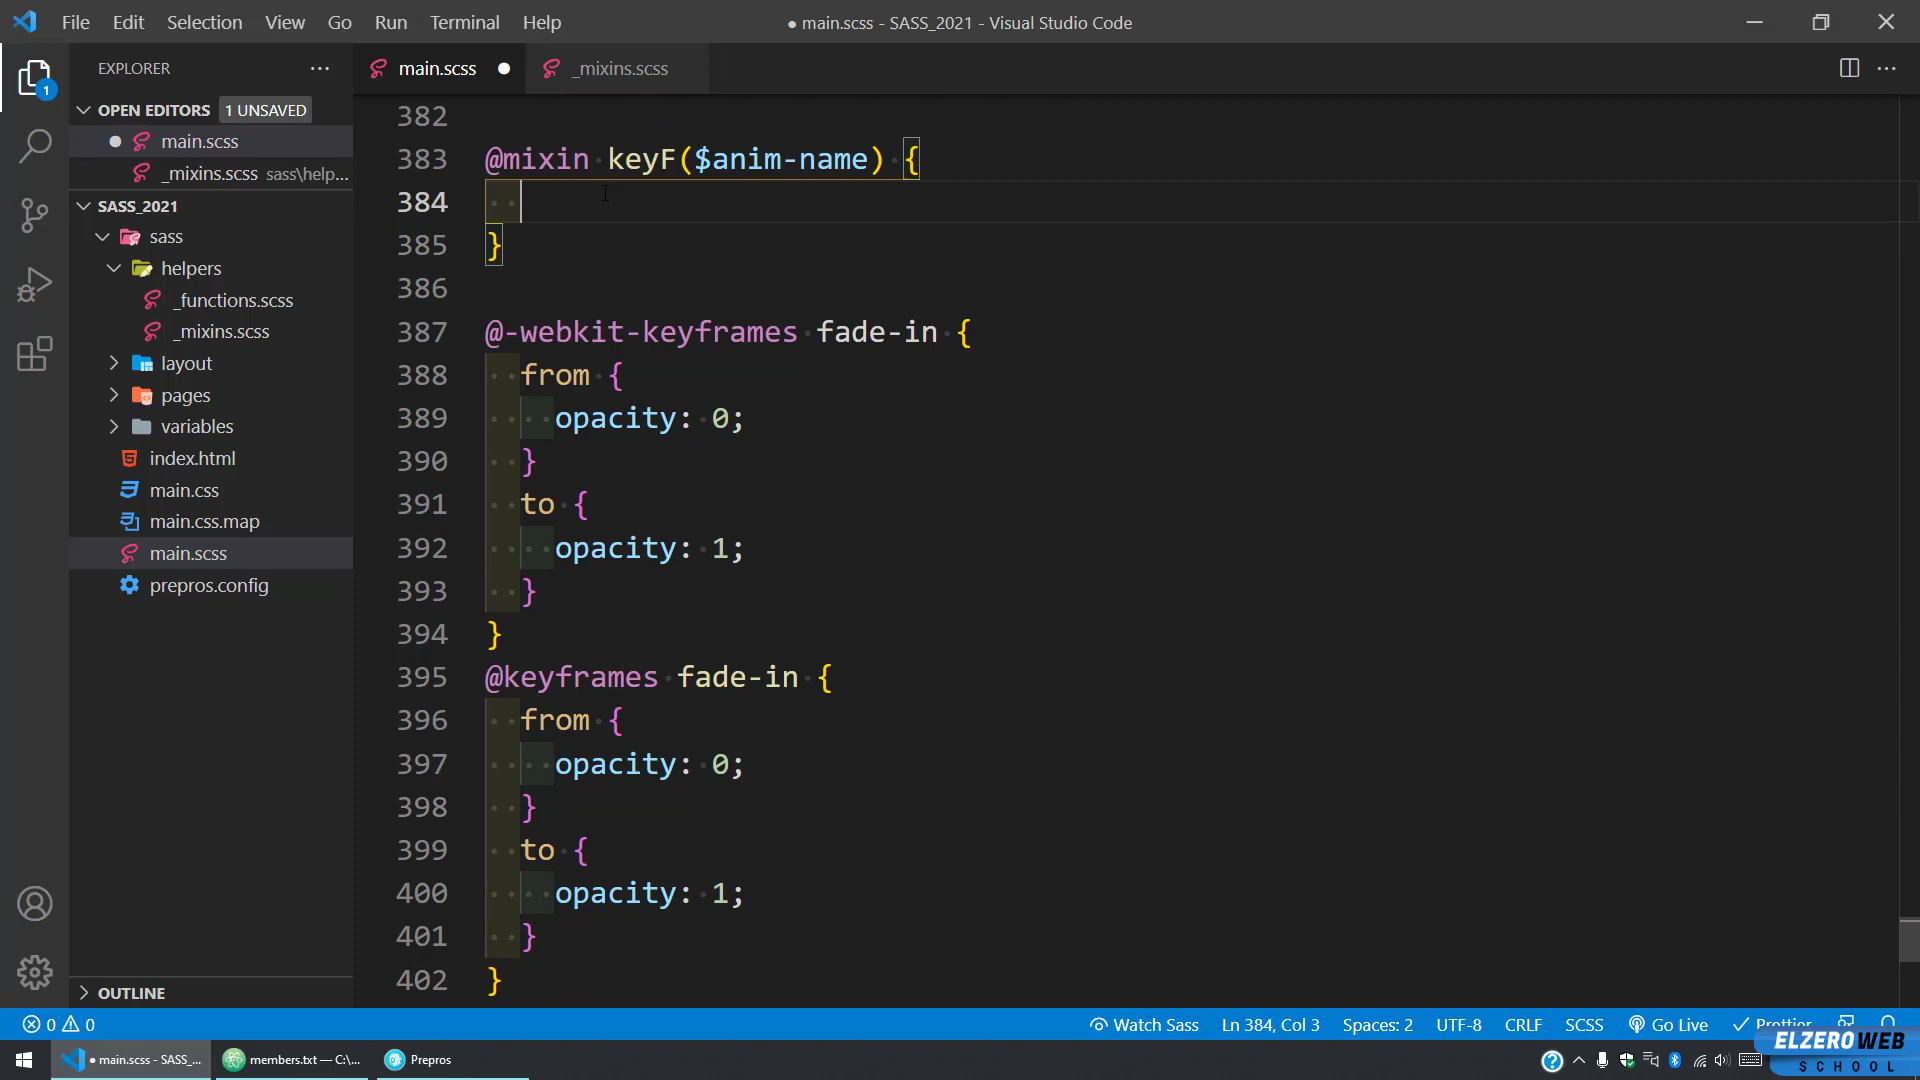 File Edit Selection View Go Run Terminal Help
● main.scss - SASS_2021 - Visual Studio Code
EXPLORER
main.scss
_mixins.scss
OPEN EDITORS 1 UNSAVED
main.scss
_mixins.scss sass\help...
SASS_2021
sass
helpers
_functions.scss
_mixins.scss
layout
pages
variables
index.html
main.css
main.css.map
main.scss
prepros.config
OUTLINE
1
382
383 @mixin keyF($anim-name) {
384
385 }
386
387 @-webkit-keyframes fade-in {
388 from {
389 opacity: 0;
390 }
391 to {
392 opacity: 1;
393 }
394 }
395 @keyframes fade-in {
396 from {
397 opacity: 0;
398 }
399 to {
400 opacity: 1;
401 }
402 }
0 0 Watch Sass Ln 384, Col 3 Spaces: 2 UTF-8 CRLF SCSS Go Live Prettier
● main.scss - SASS_... members.txt — C:\... Prepros
ELZEROWEB
SCHOOL